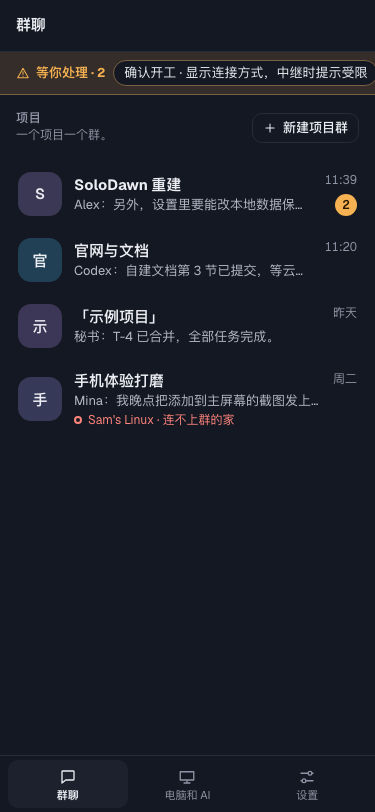 群聊
等你处理 · 2 确认开工 · 显示连接方式，中继时提示受限
项目
一个项目一个群。
+ 新建项目群
S SoloDawn 重建 11:39
Alex：另外，设置里要能改本地数据保... 2
官 官网与文档 11:20
Codex：自建文档第 3 节已提交，等云...
示 「示例项目」 昨天
秘书：T-4 已合并，全部任务完成。
手 手机体验打磨 周二
Mina：我晚点把添加到主屏幕的截图发上...
Sam's Linux · 连不上群的家
群聊 电脑和 AI 设置